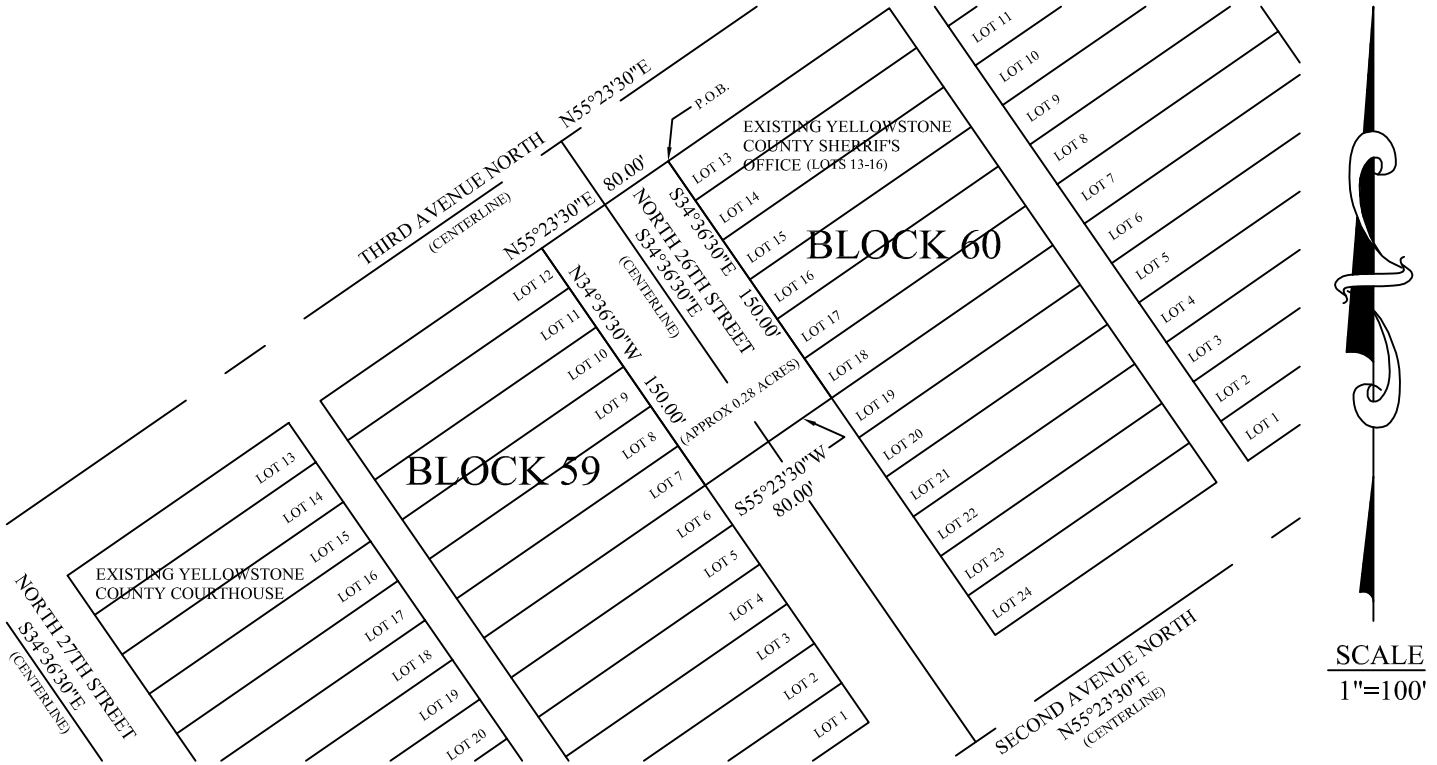 THIRD AVENUE NORTH
(CENTERLINE)
N55°23'30"E
P.O.B.
N55°23'30"E
80.00'
EXISTING YELLOWSTONE
COUNTY SHERRIF'S
OFFICE (LOTS 13-16)
BLOCK 60
S34°36'30"E
150.00'
NORTH 26TH STREET
S34°36'30"E
(CENTERLINE)
N34°36'30"W
150.00'
(APPROX 0.28 ACRES)
S55°23'30"W
80.00'
LOT 13
LOT 14
LOT 15
LOT 16
LOT 17
LOT 18
LOT 19
LOT 20
LOT 21
LOT 22
LOT 23
LOT 24
LOT 11
LOT 10
LOT 9
LOT 8
LOT 7
LOT 6
LOT 5
LOT 4
LOT 3
LOT 2
LOT 1
BLOCK 59
LOT 12
LOT 11
LOT 10
LOT 9
LOT 8
LOT 7
LOT 6
LOT 5
LOT 4
LOT 3
LOT 2
LOT 1
LOT 13
LOT 14
LOT 15
LOT 16
LOT 17
LOT 18
LOT 19
LOT 20
EXISTING YELLOWSTONE
COUNTY COURTHOUSE
NORTH 27TH STREET
S34°36'30"E
(CENTERLINE)
SECOND AVENUE NORTH
N55°23'30"E
(CENTERLINE)
SCALE
1"=100'